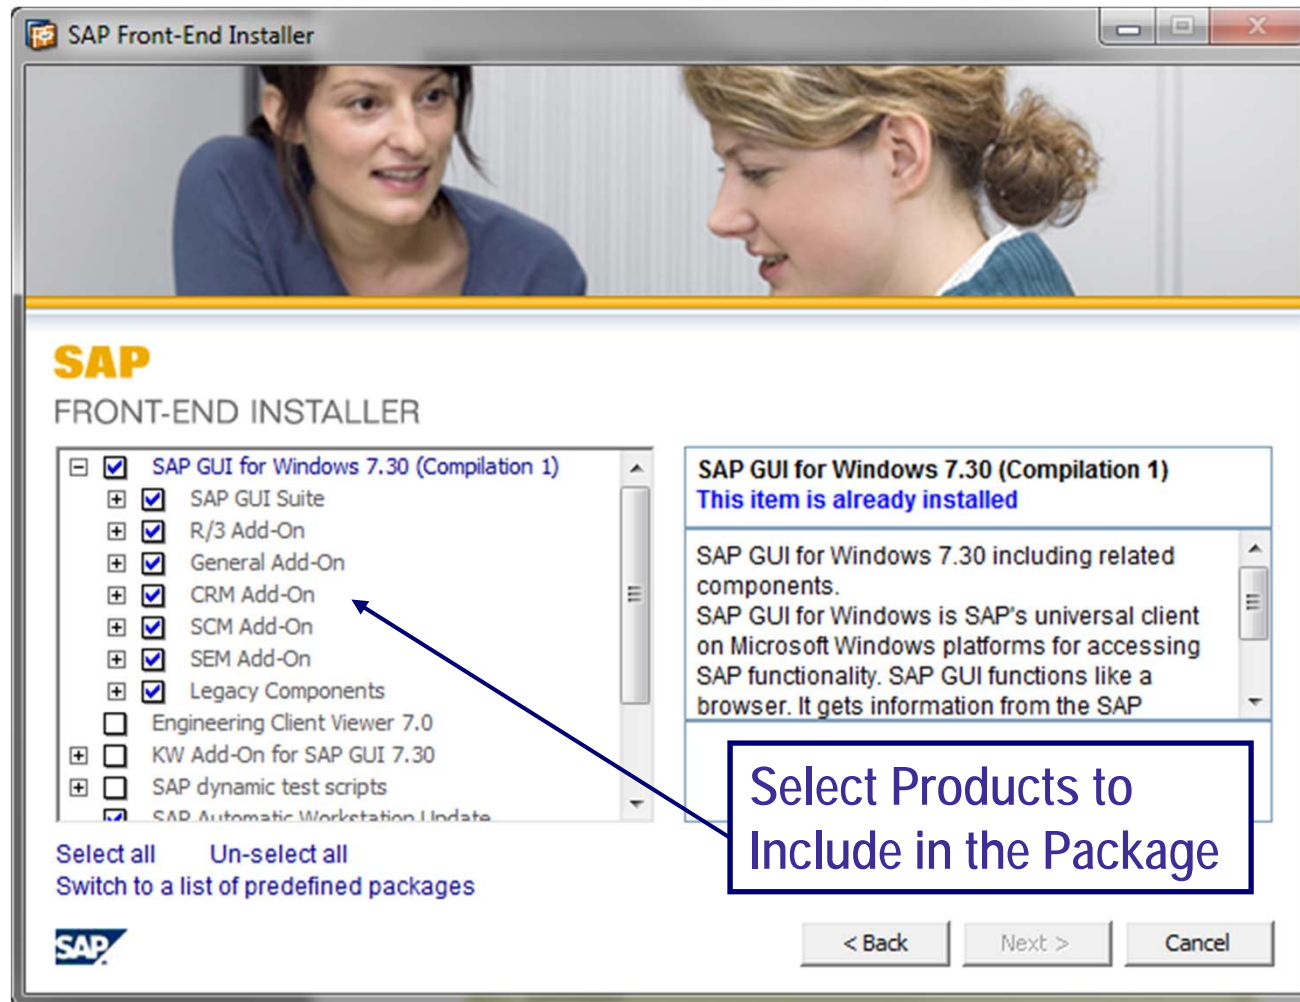 SAP Front-End Installer
SAP
FRONT-END INSTALLER
SAP GUI for Windows 7.30 (Compilation 1)
SAP GUI Suite
R/3 Add-On
General Add-On
CRM Add-On
SCM Add-On
SEM Add-On
Legacy Components
Engineering Client Viewer 7.0
KW Add-On for SAP GUI 7.30
SAP dynamic test scripts
SAP Automatic Workstation Update
SAP GUI for Windows 7.30 (Compilation 1)
This item is already installed
SAP GUI for Windows 7.30 including related
components.
SAP GUI for Windows is SAP's universal client
on Microsoft Windows platforms for accessing
SAP functionality. SAP GUI functions like a
browser. It gets information from the SAP
Select Products to
Include in the Package
Select all Un-select all
Switch to a list of predefined packages
SAP
< Back Next > Cancel